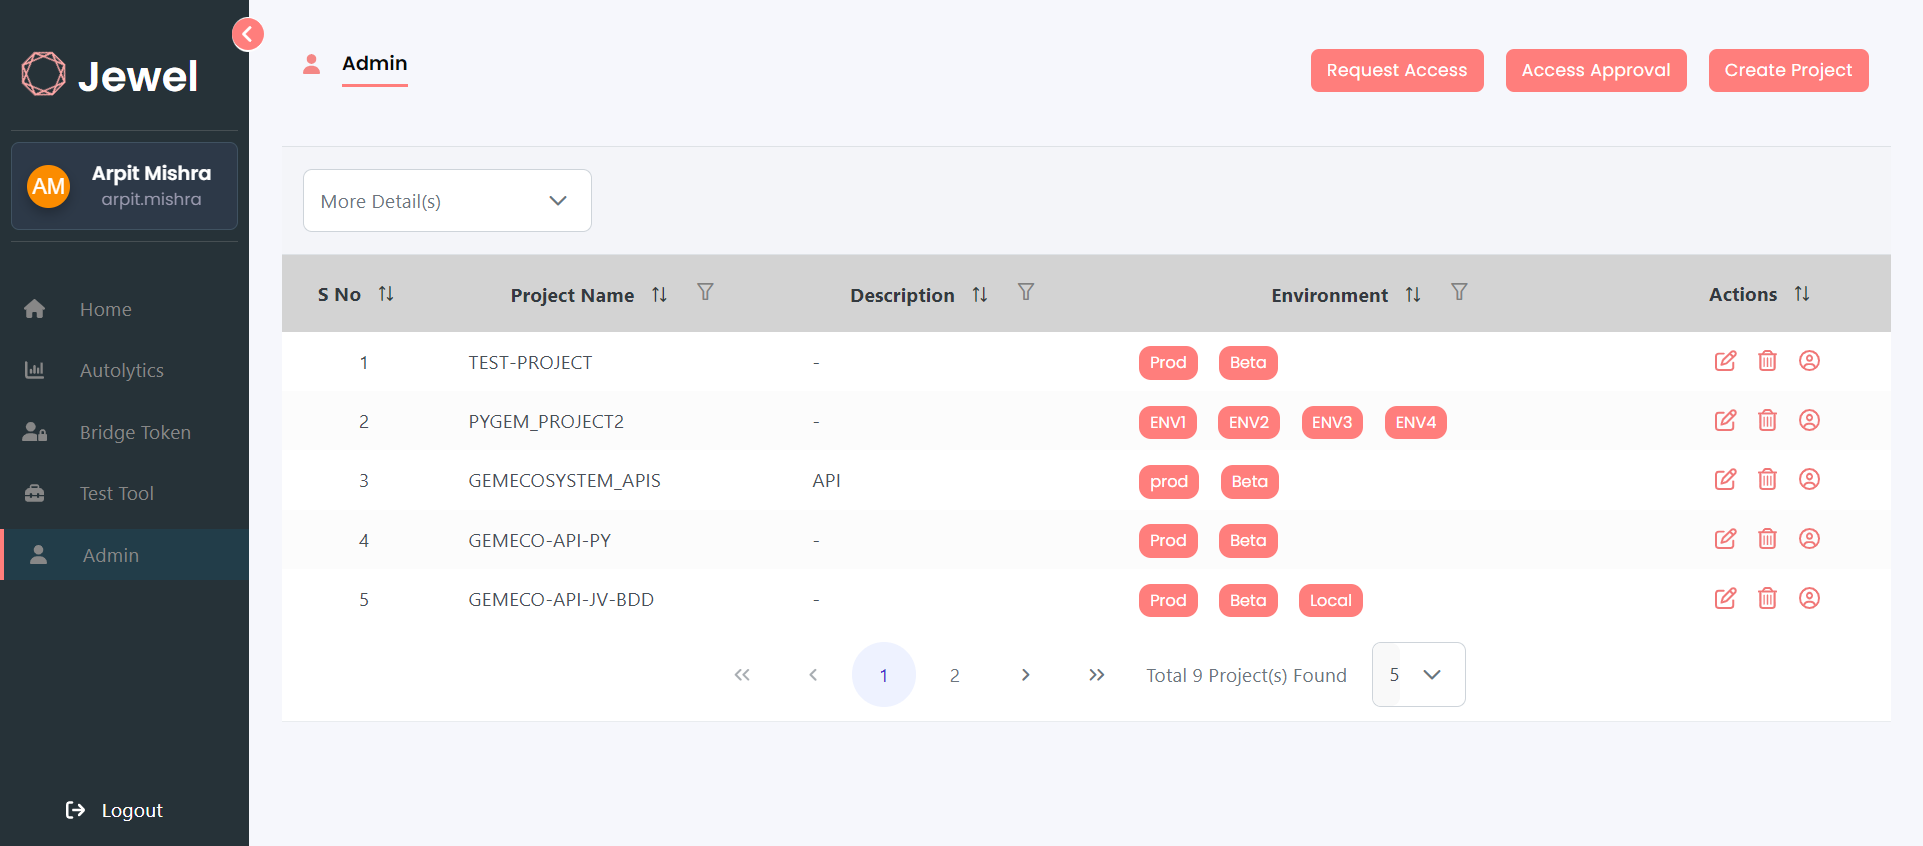 Jewel
AM
Arpit Mishra
arpit.mishra
Home
Autolytics
Bridge Token
Test Tool
Admin
Logout
Admin
Request Access Access Approval Create Project
More Detail(s)
S No Project Name Description Environment Actions
1 TEST-PROJECT - Prod Beta
2 PYGEM_PROJECT2 - ENV1 ENV2 ENV3 ENV4
3 GEMECOSYSTEM_APIS API prod Beta
4 GEMECO-API-PY - Prod Beta
5 GEMECO-API-JV-BDD - Prod Beta Local
1 2 Total 9 Project(s) Found 5